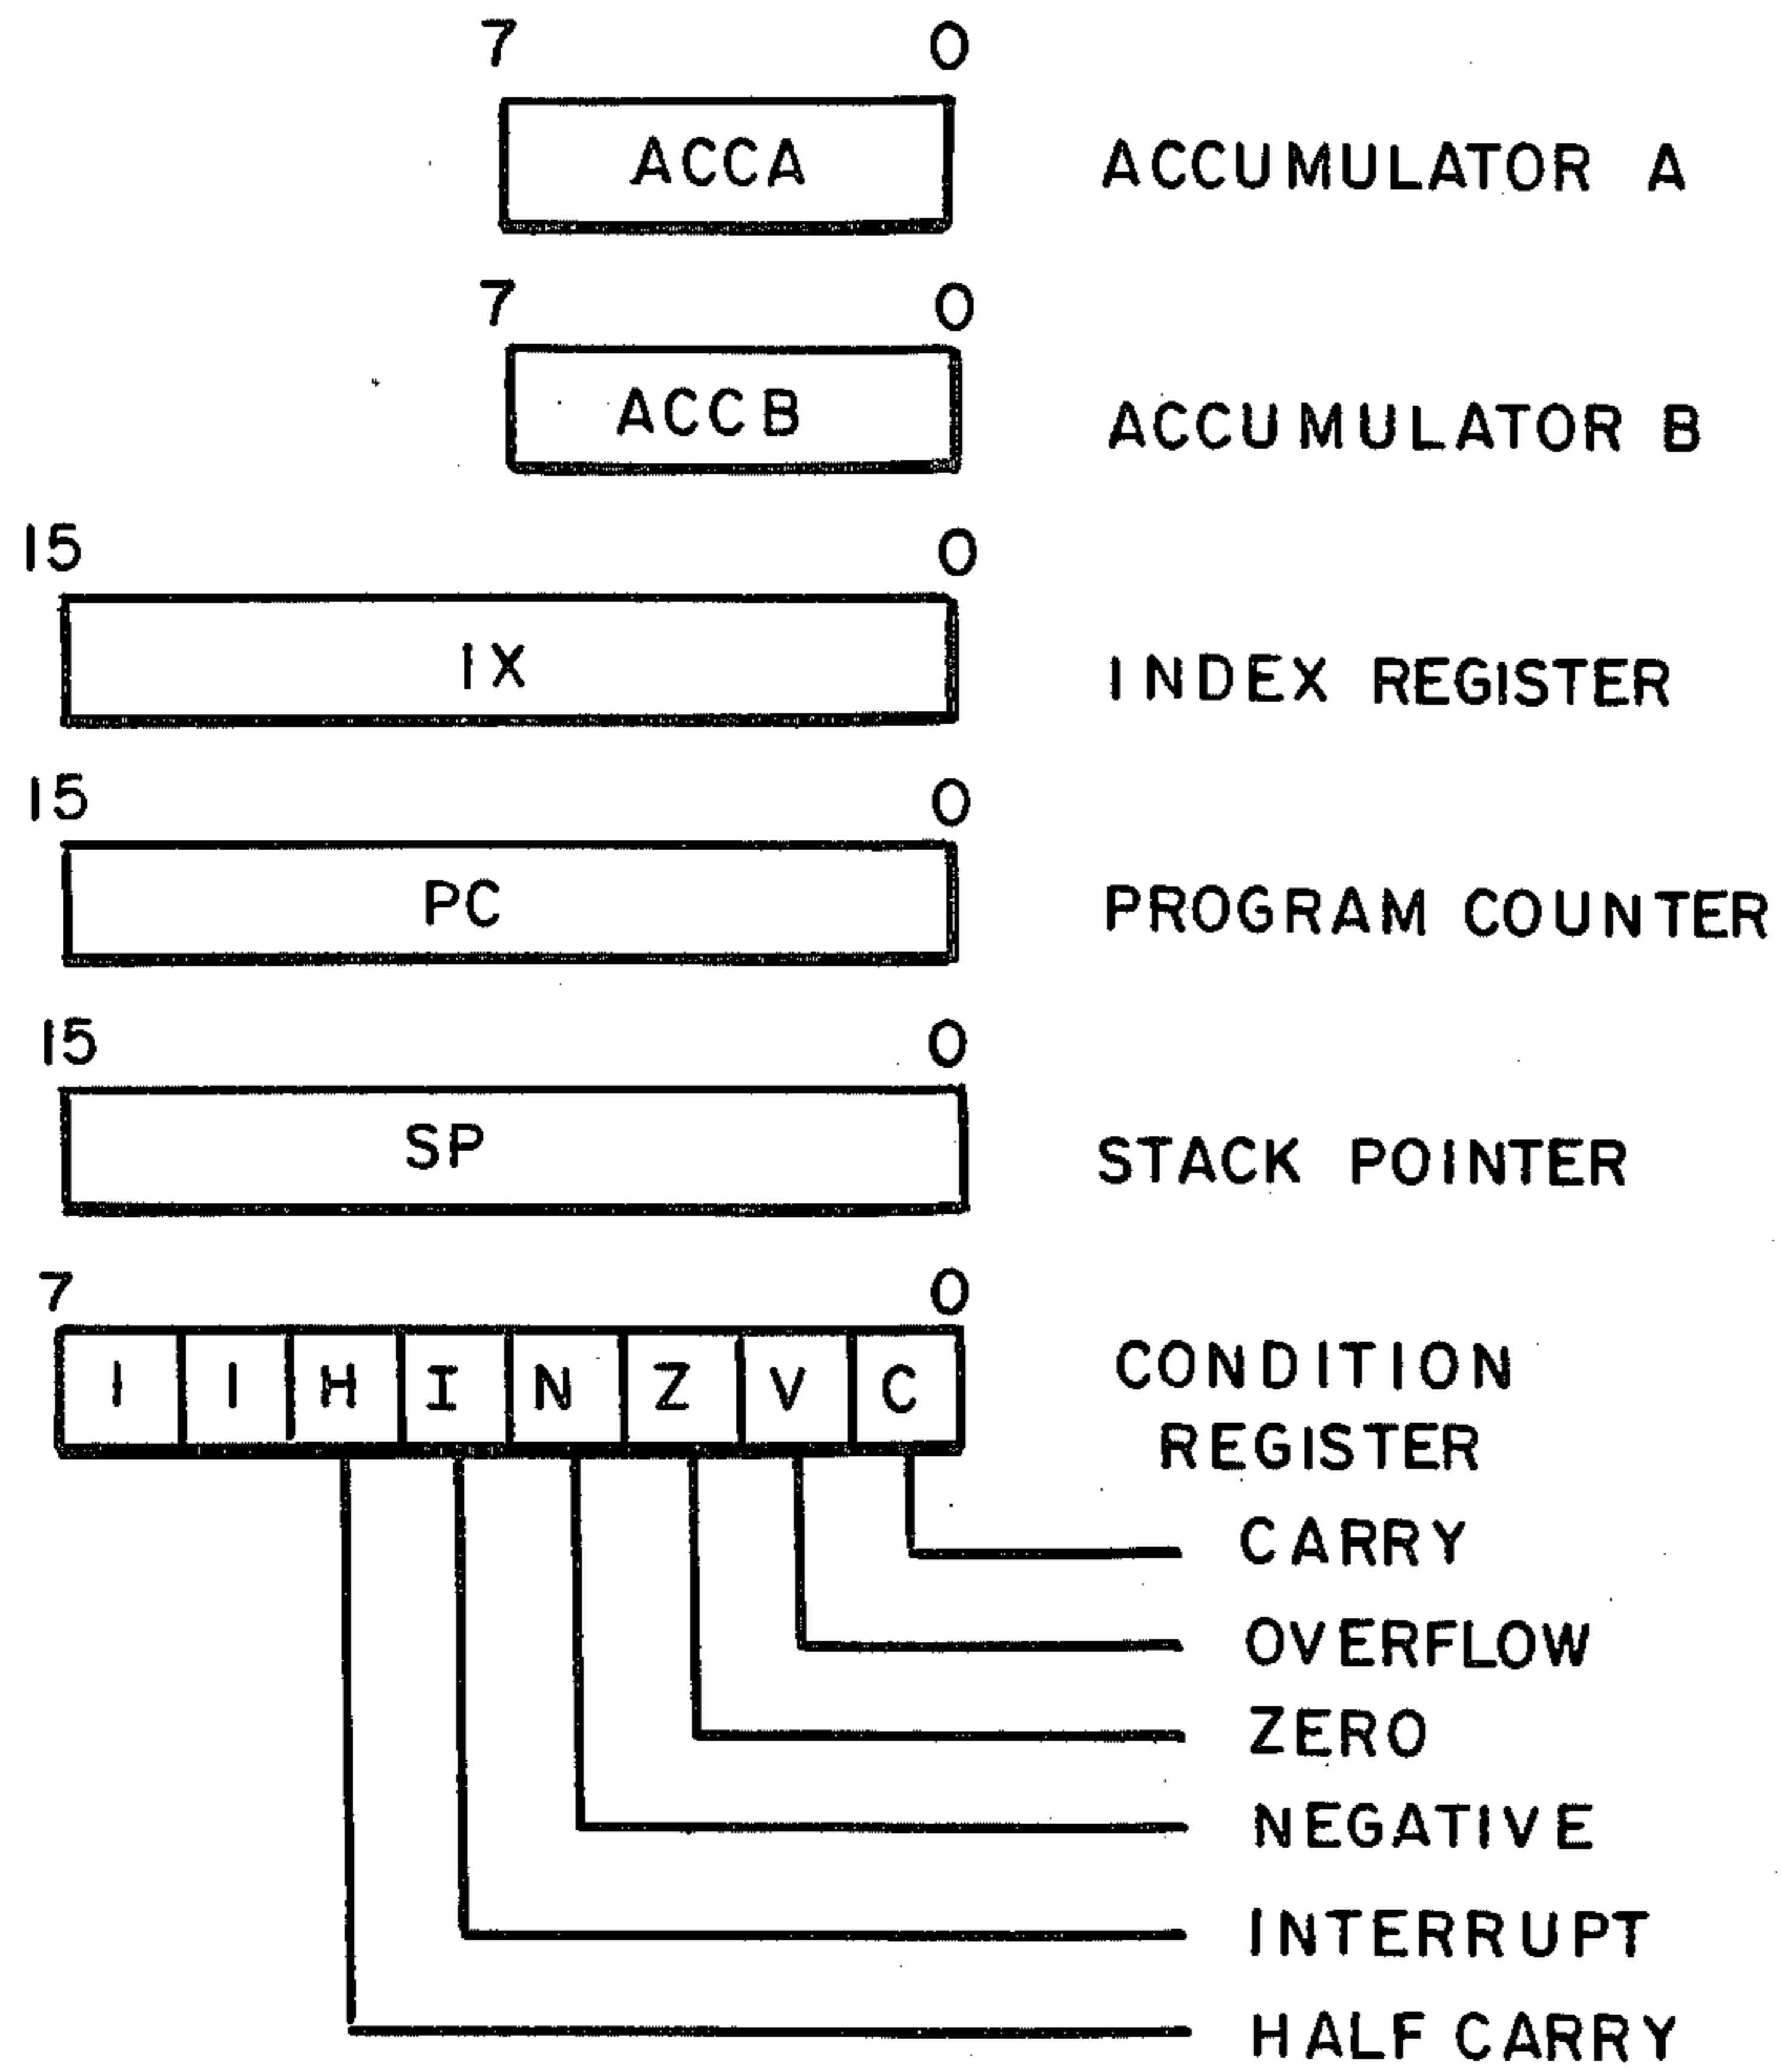 7 0
ACCA ACCUMULATOR A
7 0
ACCB ACCUMULATOR B
15 0
IX INDEX REGISTER
15 0
PC PROGRAM COUNTER
15 0
SP STACK POINTER
7 0
1 1 H I N Z V C CONDITION
REGISTER
CARRY
OVERFLOW
ZERO
NEGATIVE
INTERRUPT
HALF CARRY